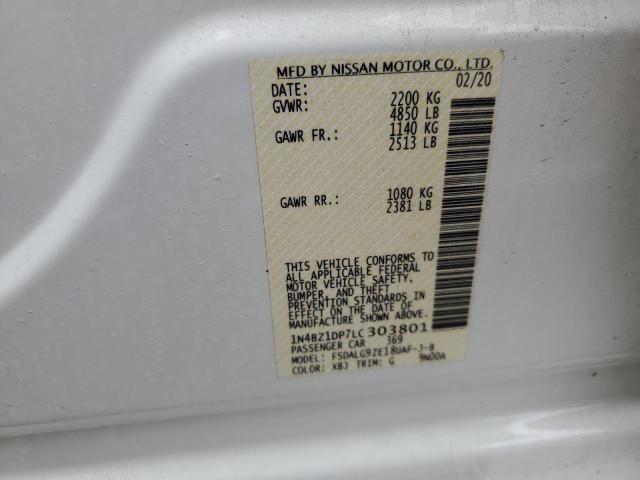 MFD BY NISSAN MOTOR CO., LTD.
DATE: 02/20
GVWR: 2200 KG
4850 LB
GAWR FR.: 1140 KG
2513 LB
GAWR RR.: 1080 KG
2381 LB
THIS VEHICLE CONFORMS TO
ALL APPLICABLE FEDERAL
MOTOR VEHICLE SAFETY,
BUMPER, AND THEFT
PREVENTION STANDARDS IN
EFFECT ON THE DATE OF
MANUFACTURE SHOWN ABOVE.
1N4BZ1DP7LC303801
PASSENGER CAR 369
MODEL: FSDALG9ZE18UAF-J-B
COLOR: XBJ TRIM: G 9N00A